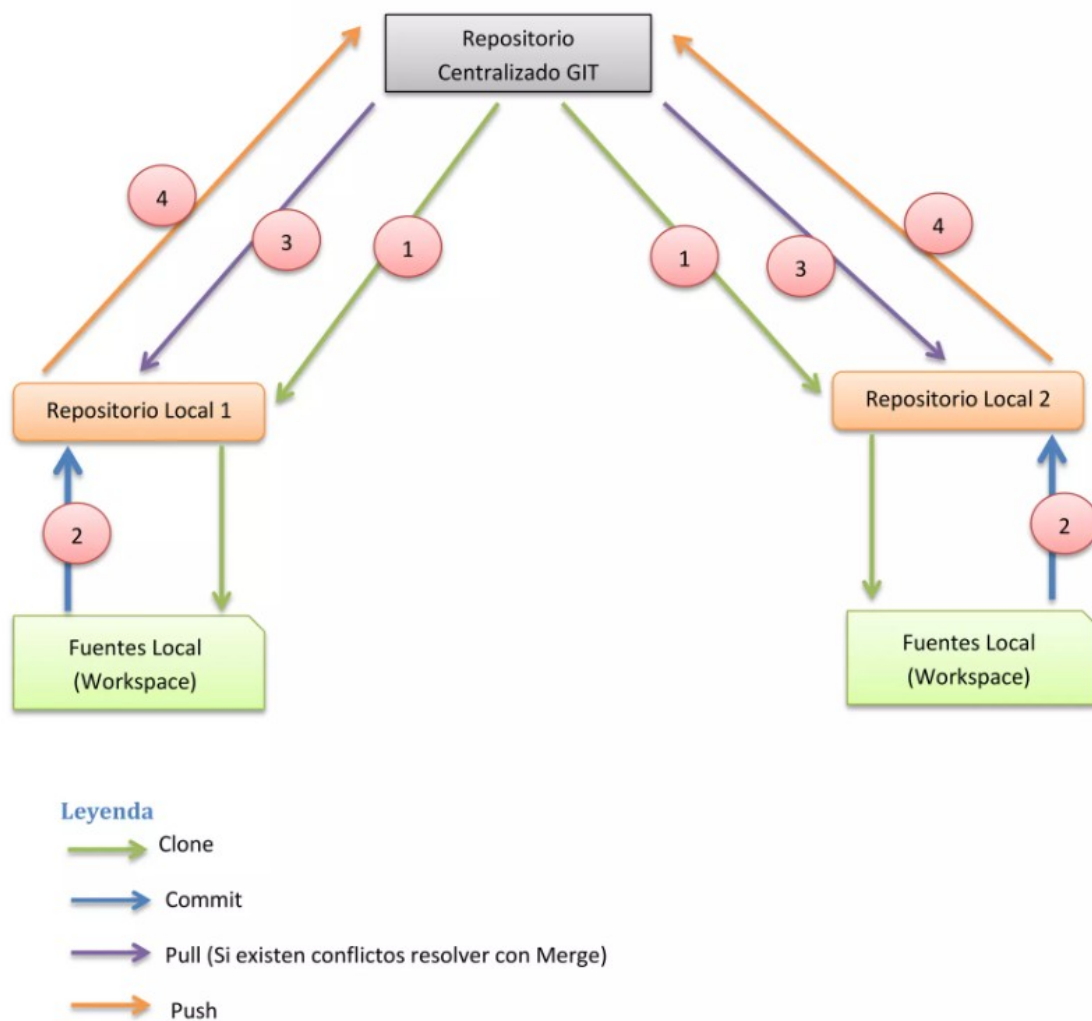 Repositorio
Centralizado GIT
4
3
1
1
3
4
Repositorio Local 1
Repositorio Local 2
2
2
Fuentes Local
(Workspace)
Fuentes Local
(Workspace)
Leyenda
Clone
Commit
Pull (Si existen conflictos resolver con Merge)
Push